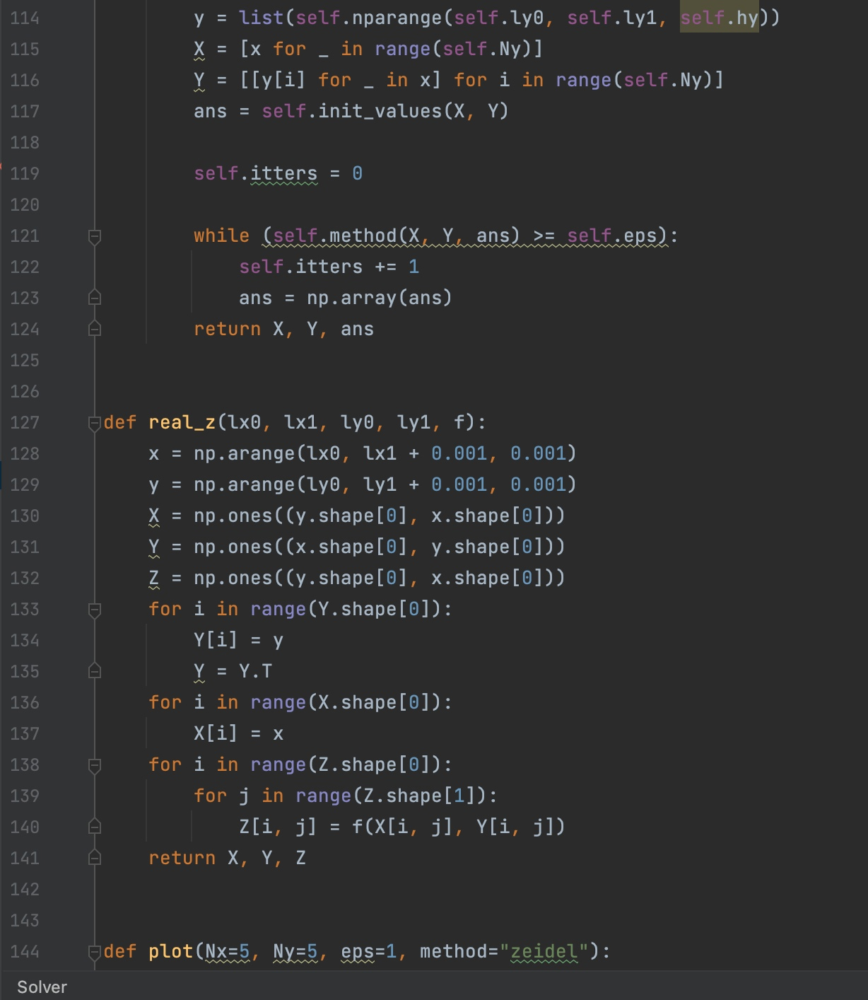 114 y = list(self.nparange(self.ly0, self.ly1, self.hy))
115 X = [x for _ in range(self.Ny)]
116 Y = [[y[i] for _ in x] for i in range(self.Ny)]
117 ans = self.init_values(X, Y)
118
119 self.itters = 0
120
121 while (self.method(X, Y, ans) >= self.eps):
122 self.itters += 1
123 ans = np.array(ans)
124 return X, Y, ans
125
126
127 def real_z(lx0, lx1, ly0, ly1, f):
128 x = np.arange(lx0, lx1 + 0.001, 0.001)
129 y = np.arange(ly0, ly1 + 0.001, 0.001)
130 X = np.ones((y.shape[0], x.shape[0]))
131 Y = np.ones((x.shape[0], y.shape[0]))
132 Z = np.ones((y.shape[0], x.shape[0]))
133 for i in range(Y.shape[0]):
134 Y[i] = y
135 Y = Y.T
136 for i in range(X.shape[0]):
137 X[i] = x
138 for i in range(Z.shape[0]):
139 for j in range(Z.shape[1]):
140 Z[i, j] = f(X[i, j], Y[i, j])
141 return X, Y, Z
142
143
144 def plot(Nx=5, Ny=5, eps=1, method="zeidel"):
Solver